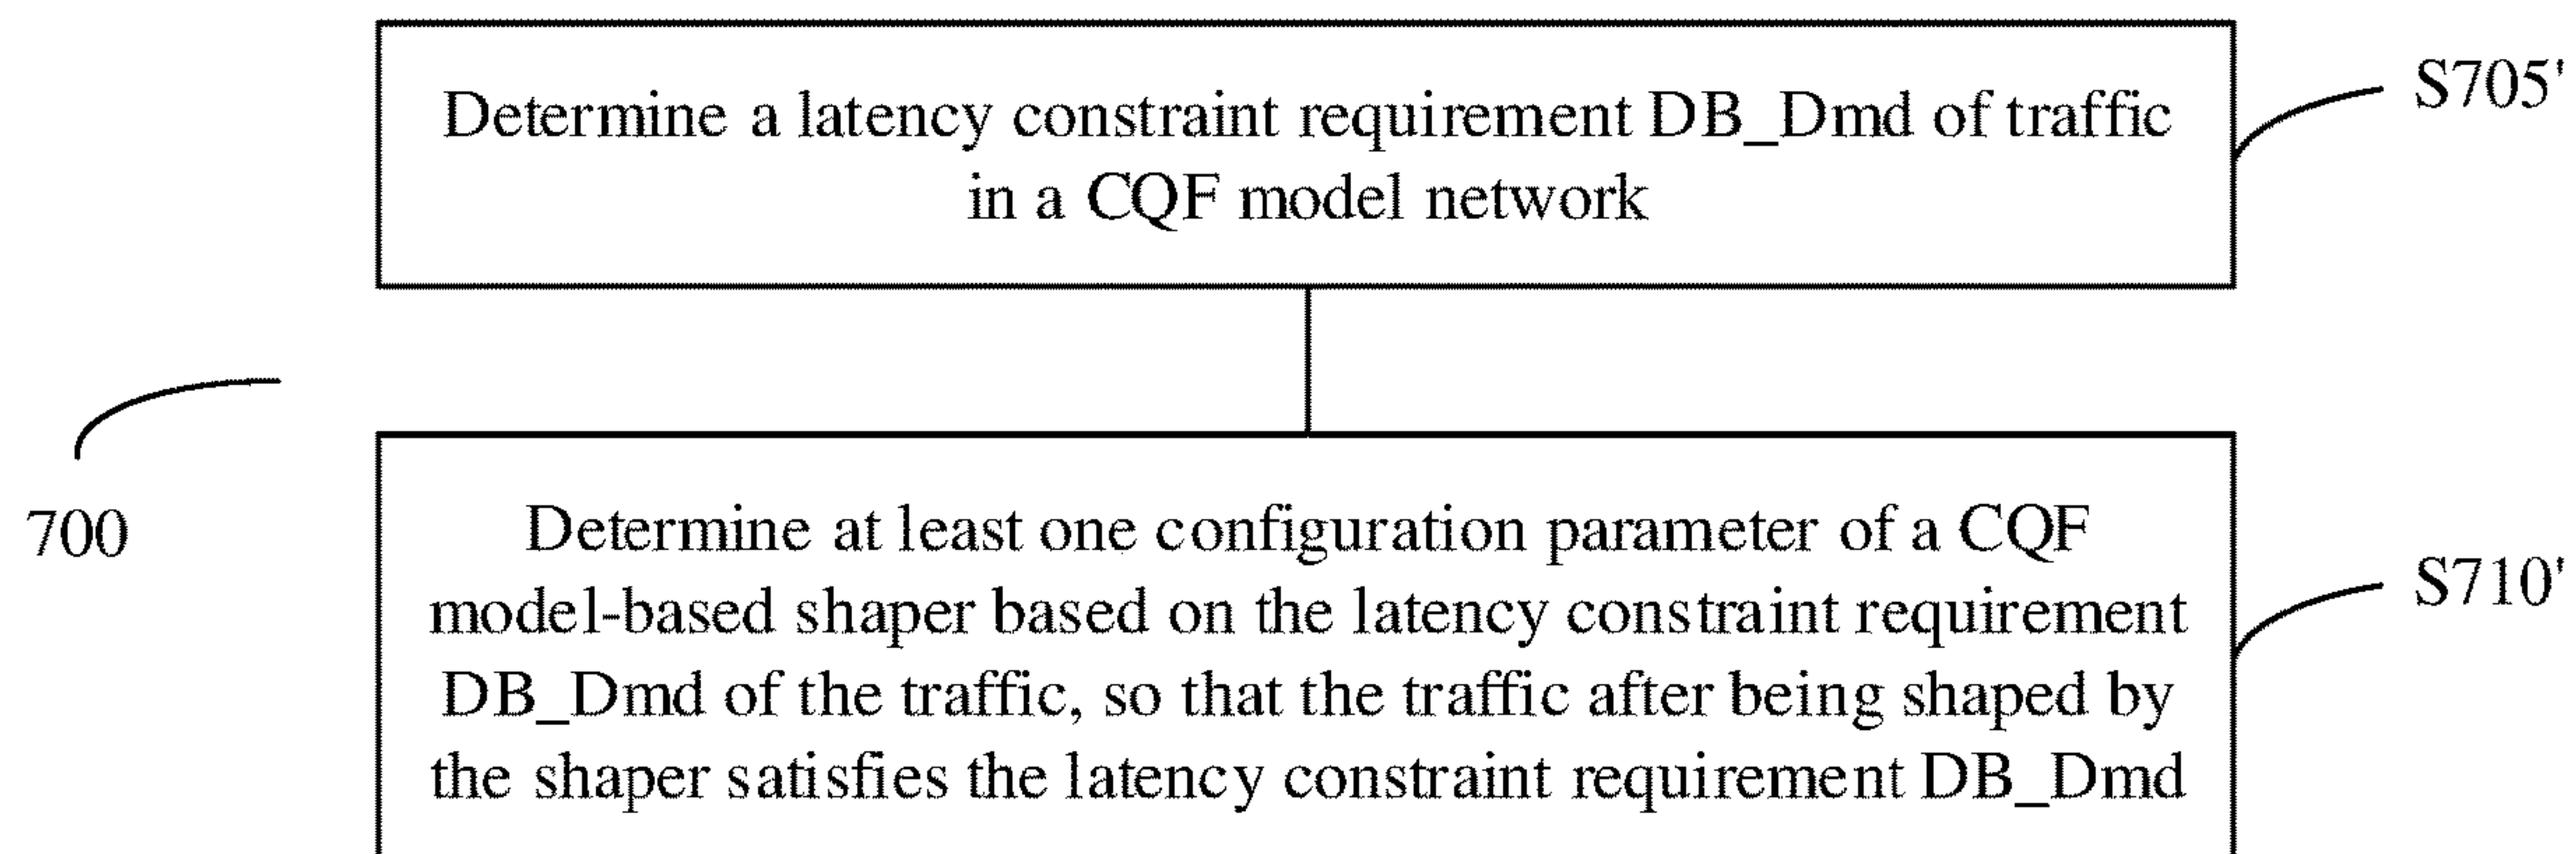 Determine a latency constraint requirement DB_Dmd of traffic
in a CQF model network
S705'
700
Determine at least one configuration parameter of a CQF
model-based shaper based on the latency constraint requirement
DB_Dmd of the traffic, so that the traffic after being shaped by
the shaper satisfies the latency constraint requirement DB_Dmd
S710'